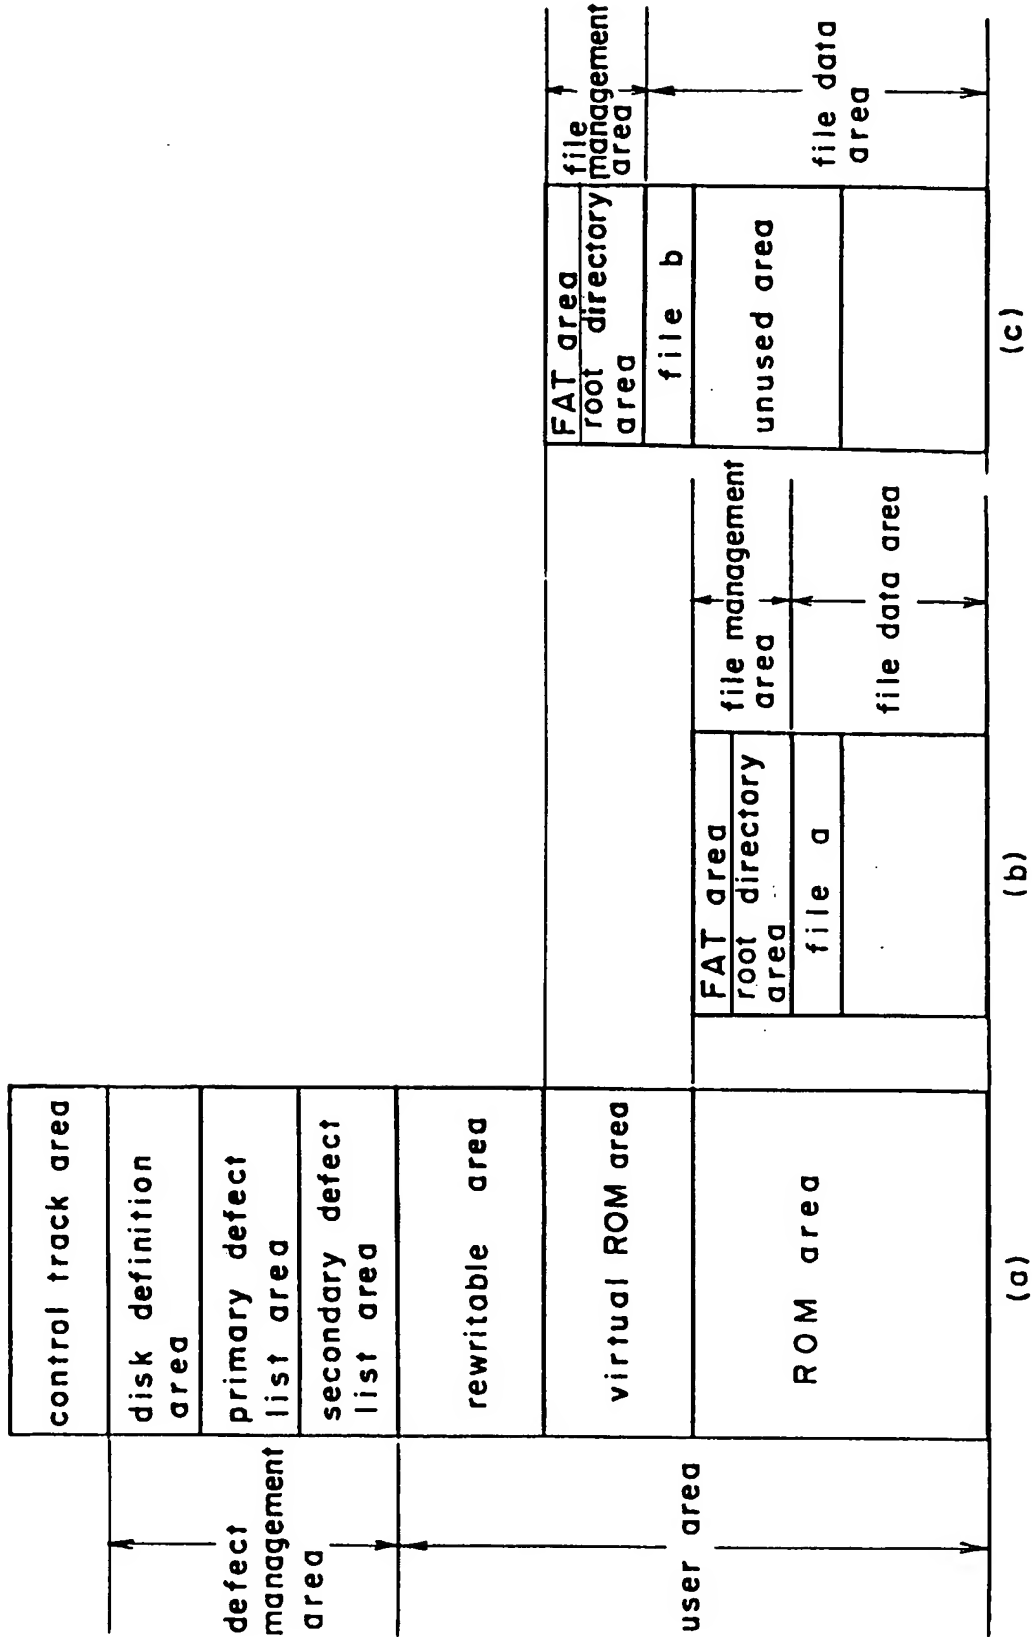 control track area
disk definition
area
primary defect
list area
secondary defect
list area
rewritable area
virtual ROM area
ROM area
defect
management
area
user area
(a)
FAT area
root directory
area
file a
file management
area
file data area
(b)
FAT area
root directory
area
file b
unused area
file
management
area
file data
area
(c)